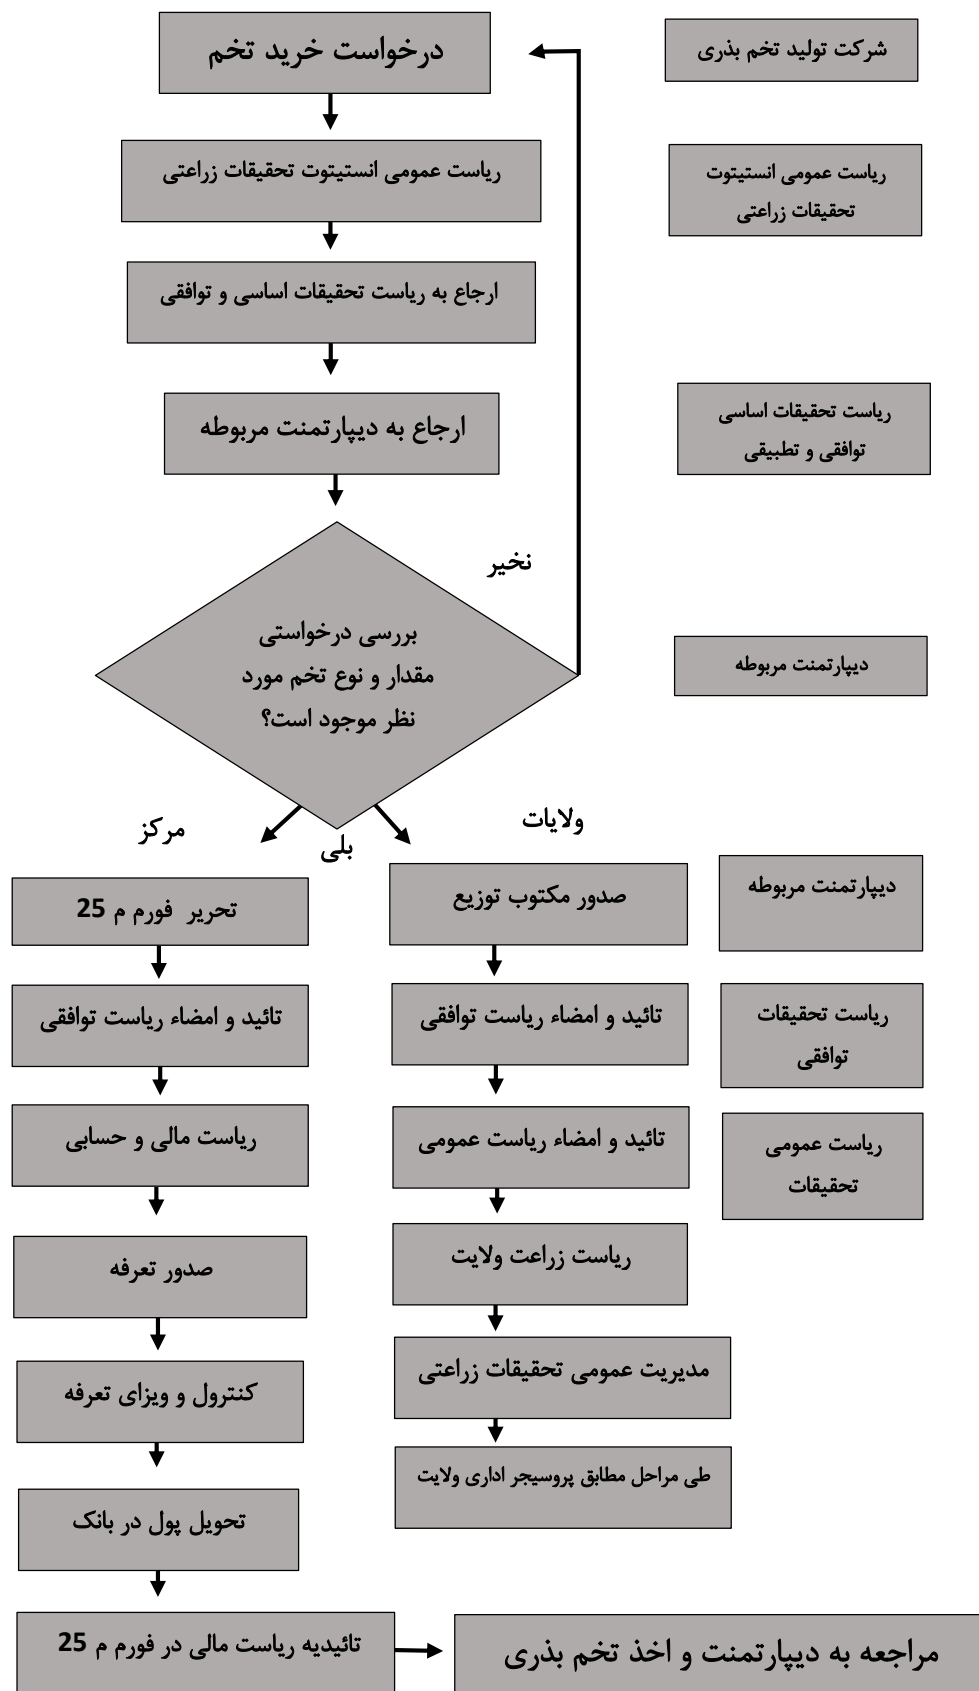 درخواست خرید تخم
شرکت تولید تخم بذری
ریاست عمومی انستیتوت تحقیقات زراعتی
ریاست عمومی انستیتوت
تحقیقات زراعتی
ارجاع به ریاست تحقیقات اساسی و توافقی
ارجاع به دیپارتمنت مربوطه
ریاست تحقیقات اساسی
توافقی و تطبیقی
نخیر
بررسی درخواستی
مقدار و نوع تخم مورد
نظر موجود است؟
دیپارتمنت مربوطه
ولایات
مرکز
بلی
صدور مکتوب توزیع
تحریر فورم م 25
دیپارتمنت مربوطه
تائید و امضاء ریاست توافقی
تائید و امضاء ریاست توافقی
ریاست تحقیقات
توافقی
تائید و امضاء ریاست عمومی
ریاست مالی و حسابی
ریاست عمومی
تحقیقات
ریاست زراعت ولایت
صدور تعرفه
مدیریت عمومی تحقیقات زراعتی
کنترول و ویزای تعرفه
طی مراحل مطابق پروسیجر اداری ولایت
تحویل پول در بانک
تائیدیه ریاست مالی در فورم م 25
مراجعه به دیپارتمنت و اخذ تخم بذری